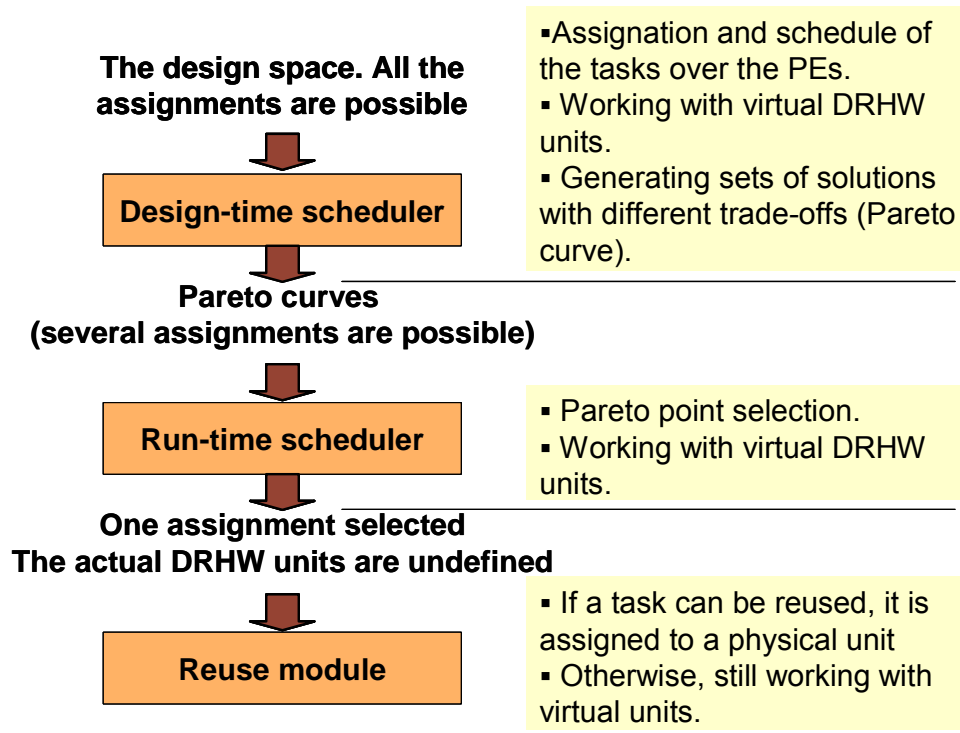 The design space. All the
assignments are possible
▪Assignation and schedule of
the tasks over the PEs.
▪ Working with virtual DRHW
units.
▪ Generating sets of solutions
with different trade-offs (Pareto
curve).
Design-time scheduler
Pareto curves
(several assignments are possible)
Run-time scheduler
▪ Pareto point selection.
▪ Working with virtual DRHW
units.
One assignment selected
The actual DRHW units are undefined
Reuse module
▪ If a task can be reused, it is
assigned to a physical unit
▪ Otherwise, still working with
virtual units.